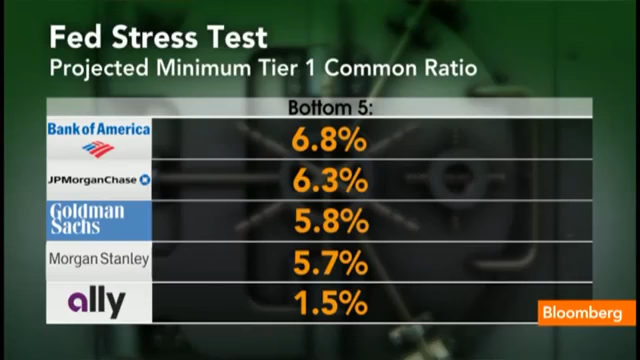 Fed Stress Test
Projected Minimum Tier 1 Common Ratio
Bottom 5:
Bank of America 6.8%
JPMorganChase 6.3%
Goldman
Sachs 5.8%
Morgan Stanley 5.7%
ally 1.5%
Bloomberg